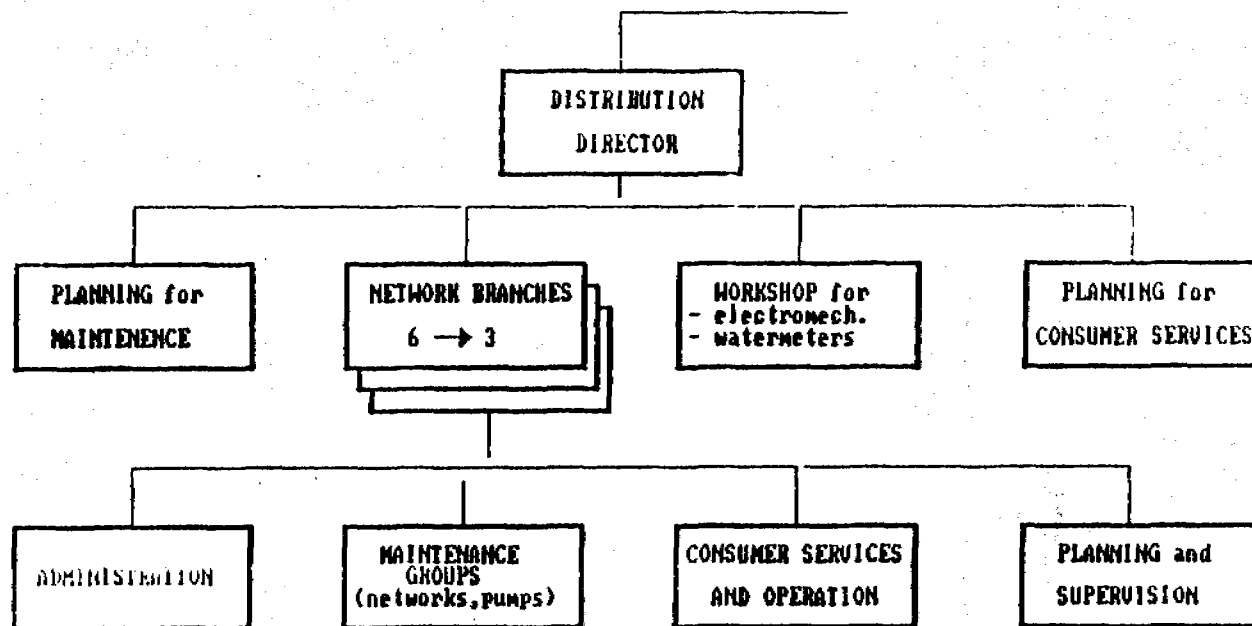 DISTRIBUTION
DIRECTOR
PLANNING for
MAINTENENCE
NETWORK BRANCHES
6 → 3
WORKSHOP for
- electromech.
- watermeters
PLANNING for
CONSUMER SERVICES
ADMINISTRATION
MAINTENANCE
GROUPS
(networks,pumps)
CONSUMER SERVICES
AND OPERATION
PLANNING and
SUPERVISION